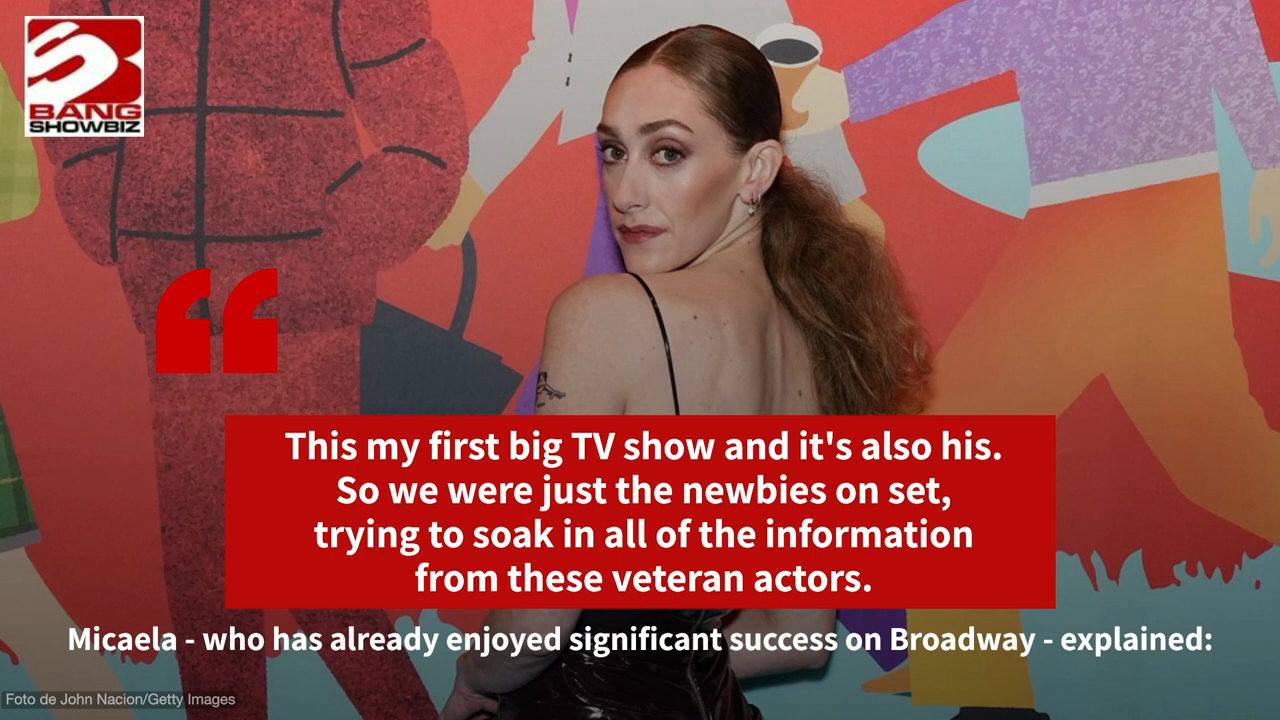 BANG
SHOWBIZ
This my first big TV show and it's also his.
So we were just the newbies on set,
trying to soak in all of the information
from these veteran actors.
Micaela - who has already enjoyed significant success on Broadway - explained:
Foto de John Nacion/Getty Images